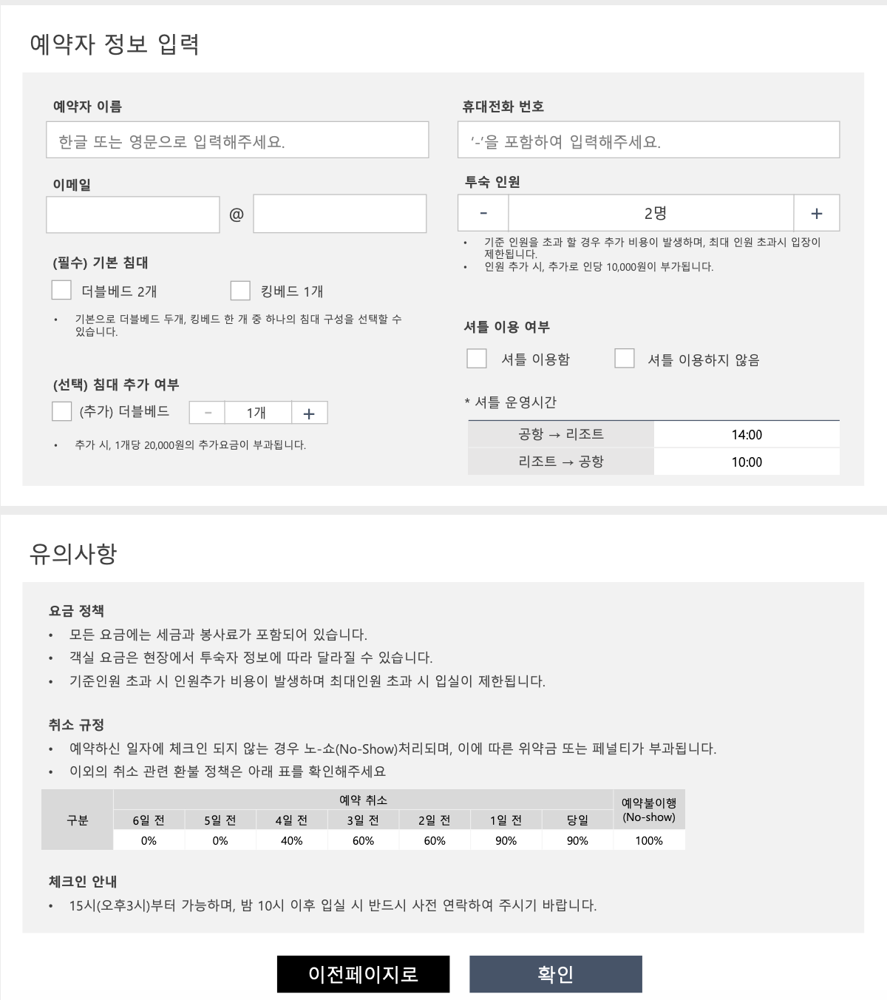 예약자 정보 입력
예약자 이름
한글 또는 영문으로 입력해주세요.
이메일
@
(필수) 기본 침대
더블베드 2개
킹베드 1개
• 기본으로 더블베드 두개, 킹베드 한 개 중 하나의 침대 구성을 선택할 수
있습니다.
(선택) 침대 추가 여부
(추가) 더블베드
- 1개 +
• 추가 시, 1개당 20,000원의 추가요금이 부과됩니다.
휴대전화 번호
'-'을 포함하여 입력해주세요.
투숙 인원
- 2명 +
• 기준 인원을 초과 할 경우 추가 비용이 발생하며, 최대 인원 초과시 입장이
제한됩니다.
• 인원 추가 시, 추가로 인당 10,000원이 부가됩니다.
셔틀 이용 여부
셔틀 이용함
셔틀 이용하지 않음
* 셔틀 운영시간
공항 → 리조트 14:00
리조트 → 공항 10:00
유의사항
요금 정책
• 모든 요금에는 세금과 봉사료가 포함되어 있습니다.
• 객실 요금은 현장에서 투숙자 정보에 따라 달라질 수 있습니다.
• 기준인원 초과 시 인원추가 비용이 발생하며 최대인원 초과 시 입실이 제한됩니다.
취소 규정
• 예약하신 일자에 체크인 되지 않는 경우 노-쇼(No-Show)처리되며, 이에 따른 위약금 또는 페널티가 부과됩니다.
• 이외의 취소 관련 환불 정책은 아래 표를 확인해주세요
구분 예약 취소 예약불이행
(No-show)
6일 전 5일 전 4일 전 3일 전 2일 전 1일 전 당일
0% 0% 40% 60% 60% 90% 90% 100%
체크인 안내
• 15시(오후3시)부터 가능하며, 밤 10시 이후 입실 시 반드시 사전 연락하여 주시기 바랍니다.
이전페이지로
확인